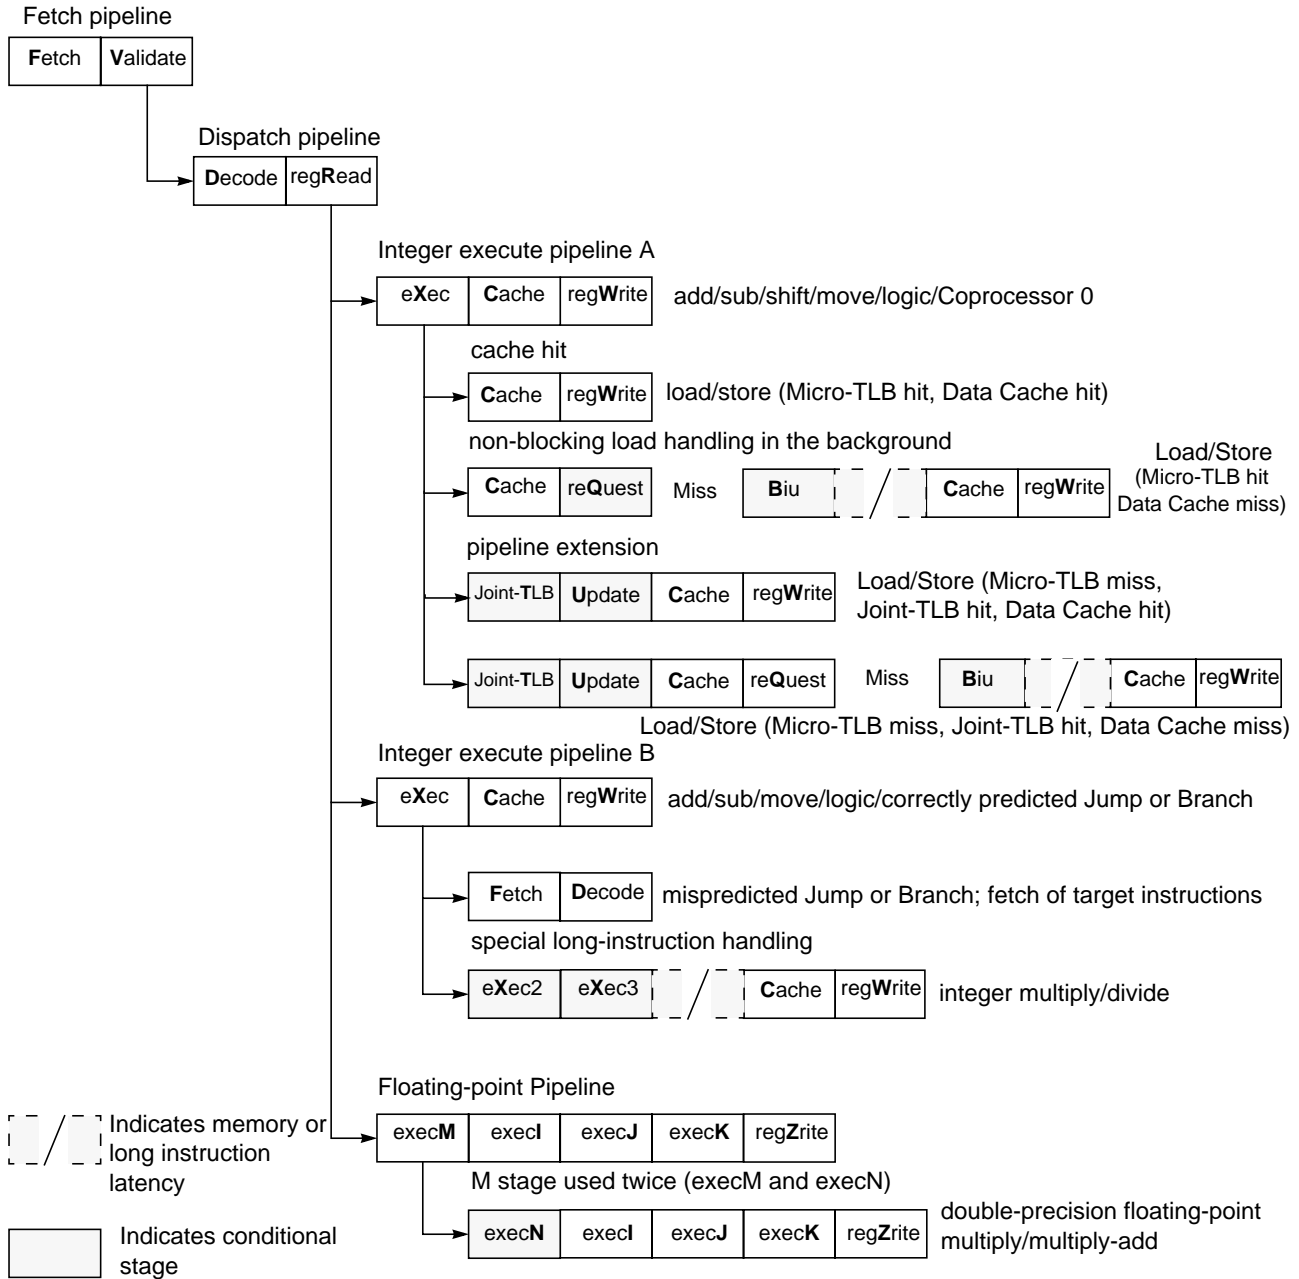 Fetch pipeline
Fetch Validate
Dispatch pipeline
Decode regRead
Integer execute pipeline A
eXec Cache regWrite add/sub/shift/move/logic/Coprocessor 0
cache hit
Cache regWrite load/store (Micro-TLB hit, Data Cache hit)
non-blocking load handling in the background
Cache reQuest Miss Biu Cache regWrite
Load/Store
(Micro-TLB hit
Data Cache miss)
pipeline extension
Joint-TLB Update Cache regWrite
Load/Store (Micro-TLB miss,
Joint-TLB hit, Data Cache hit)
Joint-TLB Update Cache reQuest Miss Biu Cache regWrite
Load/Store (Micro-TLB miss, Joint-TLB hit, Data Cache miss)
Integer execute pipeline B
eXec Cache regWrite add/sub/move/logic/correctly predicted Jump or Branch
Fetch Decode mispredicted Jump or Branch; fetch of target instructions
special long-instruction handling
eXec2 eXec3 Cache regWrite integer multiply/divide
Floating-point Pipeline
execM execI execJ execK regZrite
M stage used twice (execM and execN)
execN execI execJ execK regZrite
double-precision floating-point
multiply/multiply-add
Indicates memory or
long instruction
latency
Indicates conditional
stage